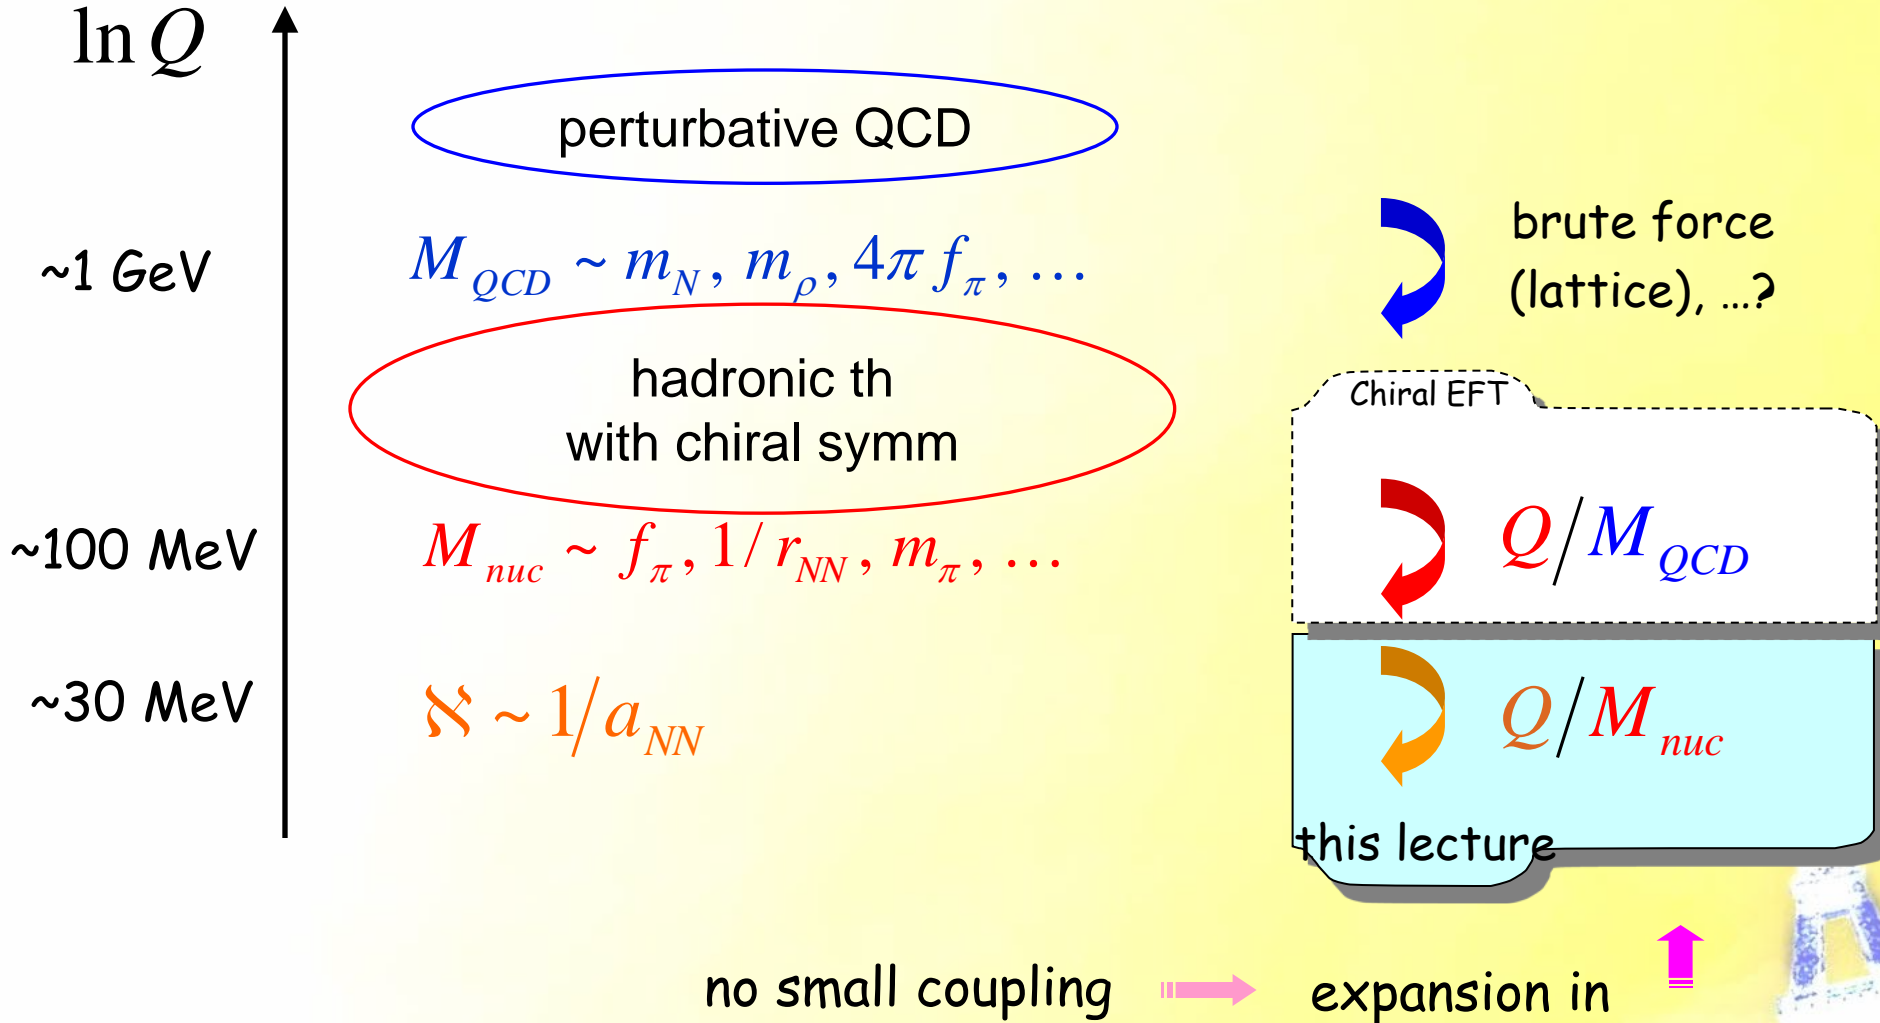 ln Q
perturbative QCD
~1 GeV
M_QCD ~ m_N, m_ρ, 4π f_π, …
brute force
(lattice), …?
hadronic th
with chiral symm
Chiral EFT
~100 MeV
M_nuc ~ f_π, 1/r_NN, m_π, …
Q/M_QCD
~30 MeV
ℵ ~ 1/a_NN
Q/M_nuc
this lecture
no small coupling
expansion in